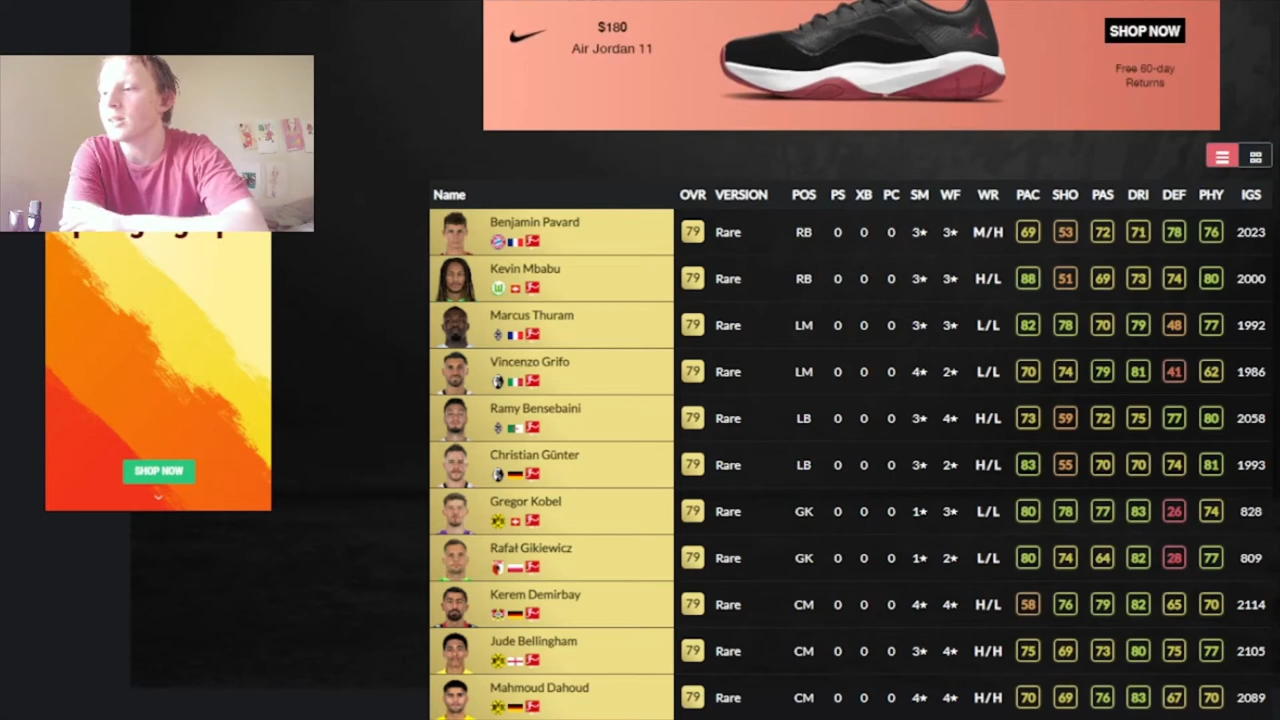 $180
Air Jordan 11
SHOP NOW
Free 60-day
Returns
SHOP NOW
Name OVR VERSION POS PS XB PC SM WF WR PAC SHO PAS DRI DEF PHY IGS
Benjamin Pavard 79 Rare RB 0 0 0 3★ 3★ M/H 69 53 72 71 78 76 2023
Kevin Mbabu 79 Rare RB 0 0 0 3★ 3★ H/L 88 51 69 73 74 80 2000
Marcus Thuram 79 Rare LM 0 0 0 3★ 3★ L/L 82 78 70 79 48 77 1992
Vincenzo Grifo 79 Rare LM 0 0 0 4★ 2★ L/L 70 74 79 81 41 62 1986
Ramy Bensebaini 79 Rare LB 0 0 0 3★ 4★ H/L 73 59 72 75 77 80 2058
Christian Günter 79 Rare LB 0 0 0 3★ 2★ H/L 83 55 70 70 74 81 1993
Gregor Kobel 79 Rare GK 0 0 0 1★ 3★ L/L 80 78 77 83 26 74 828
Rafał Gikiewicz 79 Rare GK 0 0 0 1★ 2★ L/L 80 74 64 82 28 77 809
Kerem Demirbay 79 Rare CM 0 0 0 4★ 4★ H/L 58 76 79 82 65 70 2114
Jude Bellingham 79 Rare CM 0 0 0 3★ 4★ H/H 75 69 73 80 75 77 2105
Mahmoud Dahoud 79 Rare CM 0 0 0 4★ 4★ H/H 70 69 76 83 67 70 2089